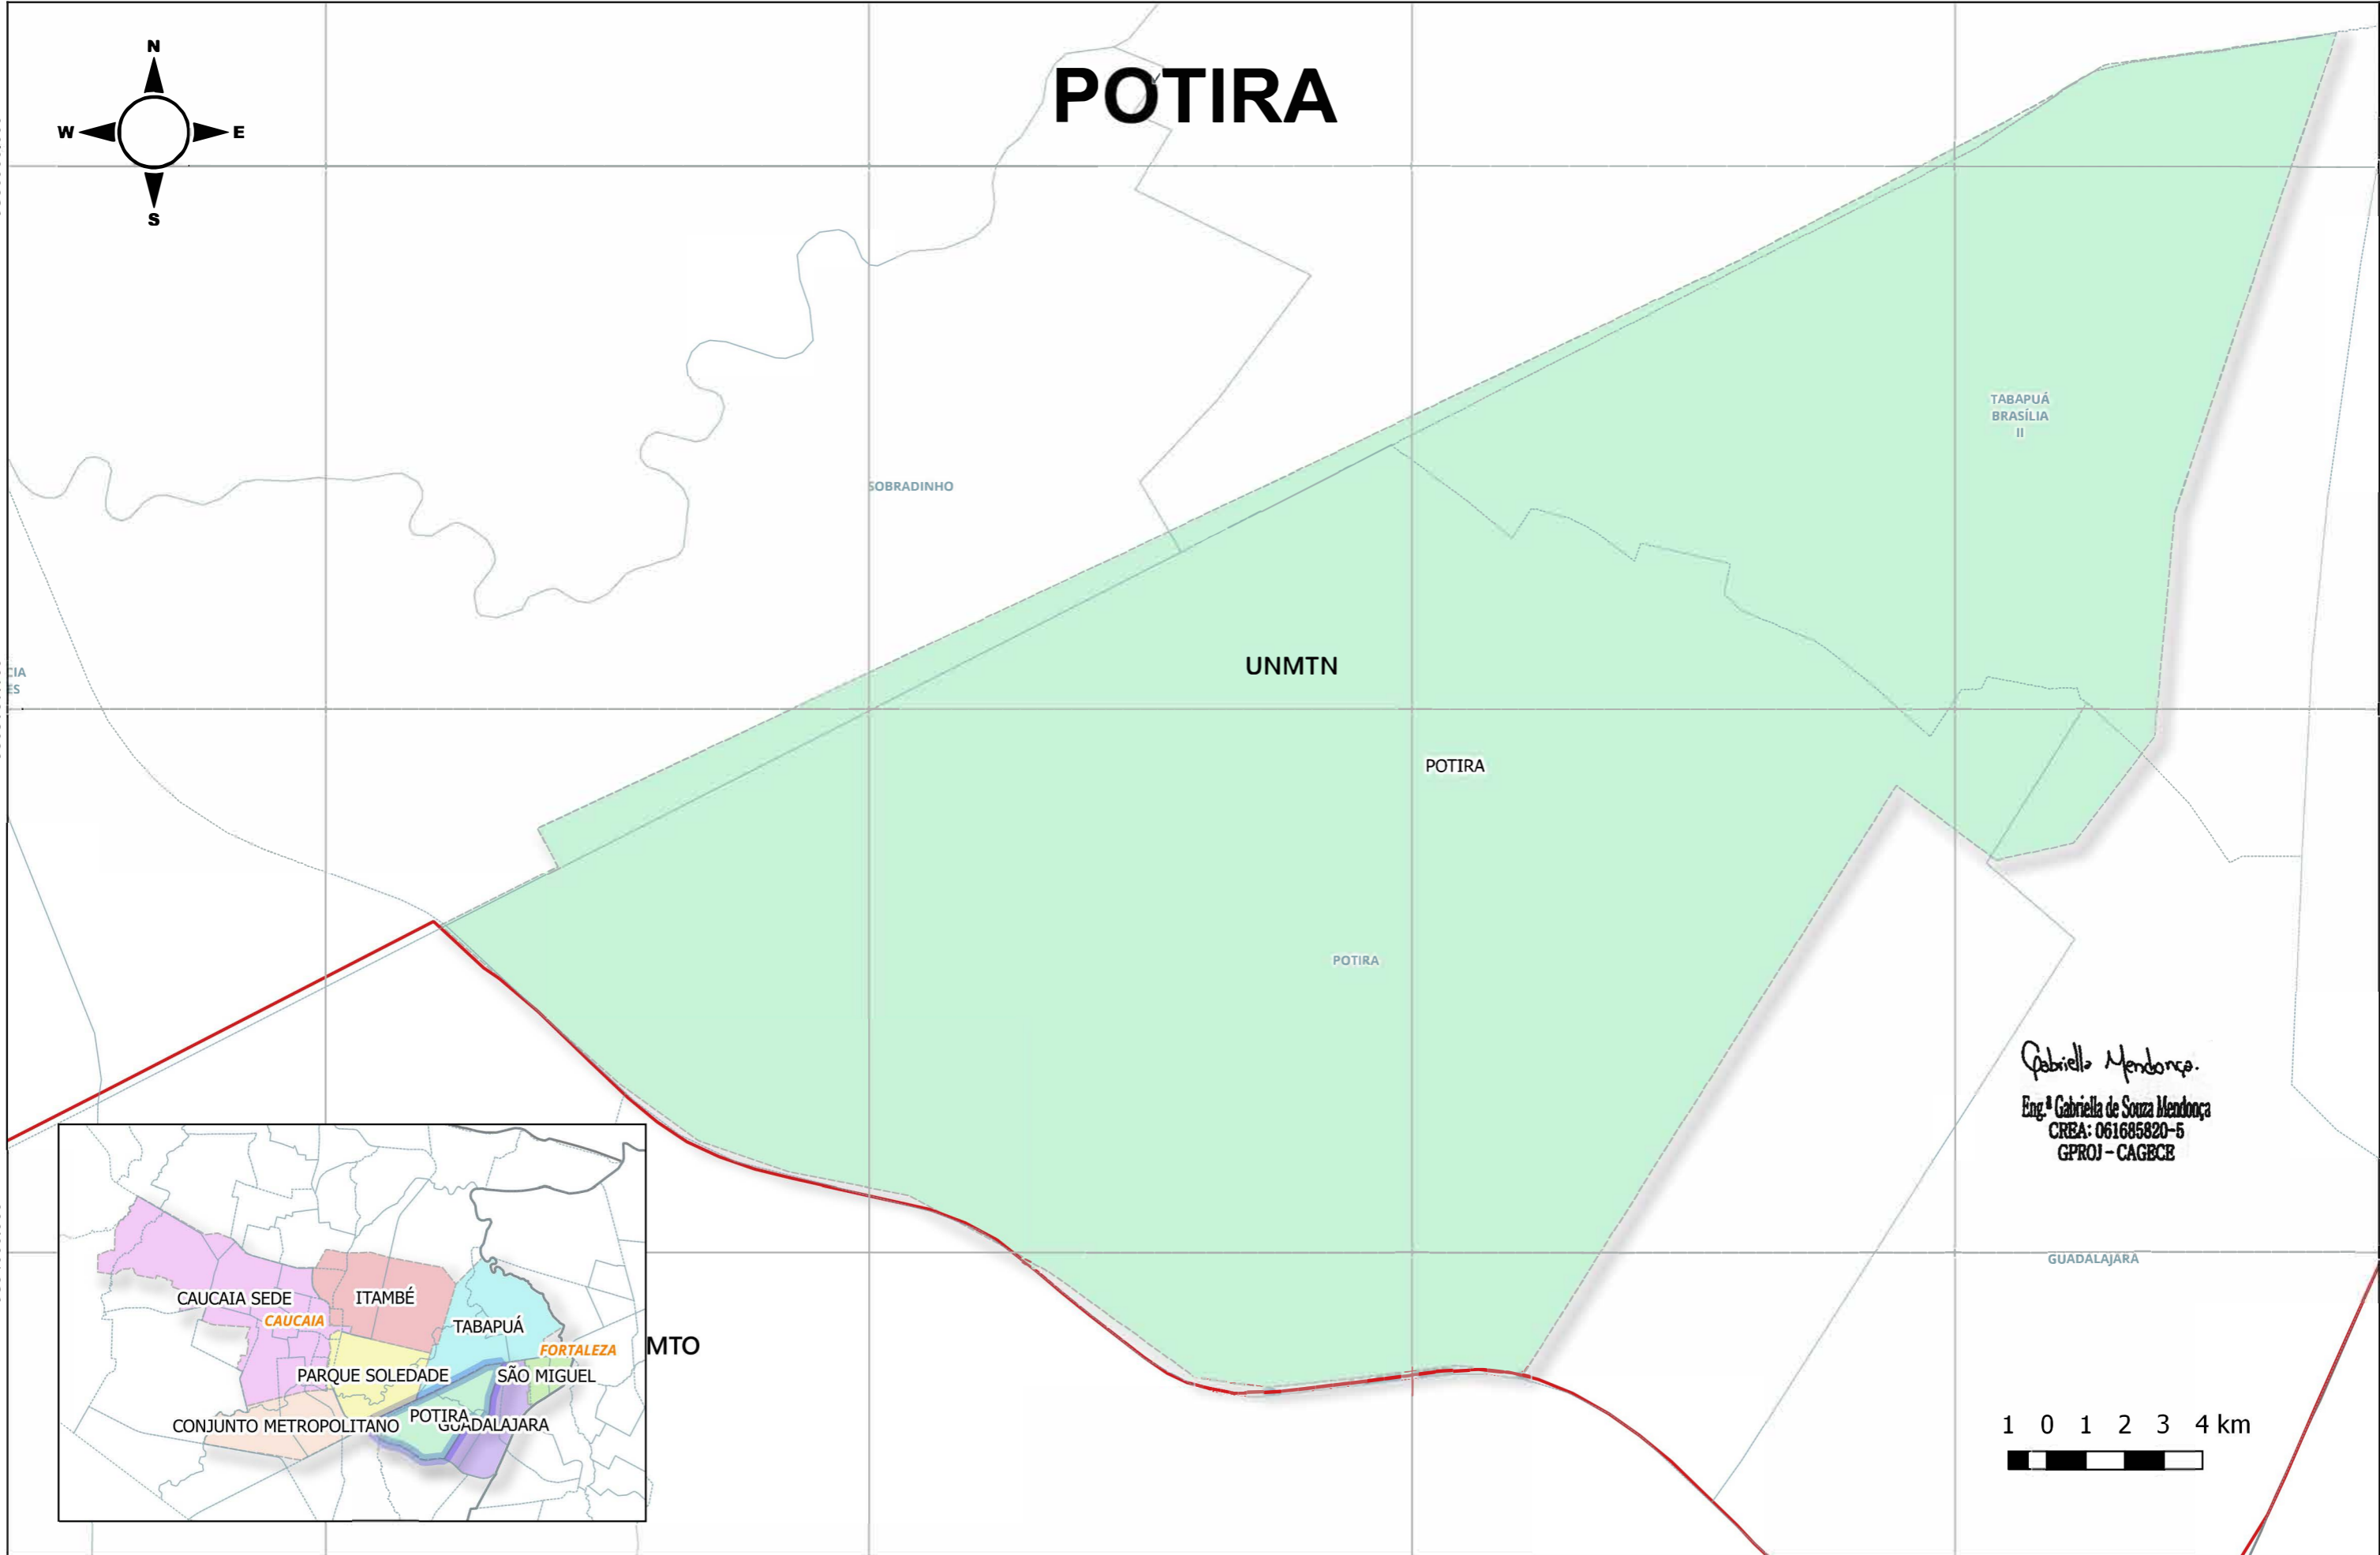 POTIRA
N
W E
S
TABAPUÁ
BRASÍLIA
II
SOBRADINHO
UNMTN
CIA
ES
POTIRA
POTIRA
Gabriella Mendonça.
Eng.ª Gabriella de Souza Mendonça
CREA: 061685820-5
GPROJ - CAGECE
GUADALAJARA
CAUCAIA SEDE
ITAMBÉ
CAUCAIA
TABAPUÁ
FORTALEZA
MTO
PARQUE SOLEDADE
SÃO MIGUEL
POTIRA
CONJUNTO METROPOLITANO
GUADALAJARA
1 0 1 2 3 4 km